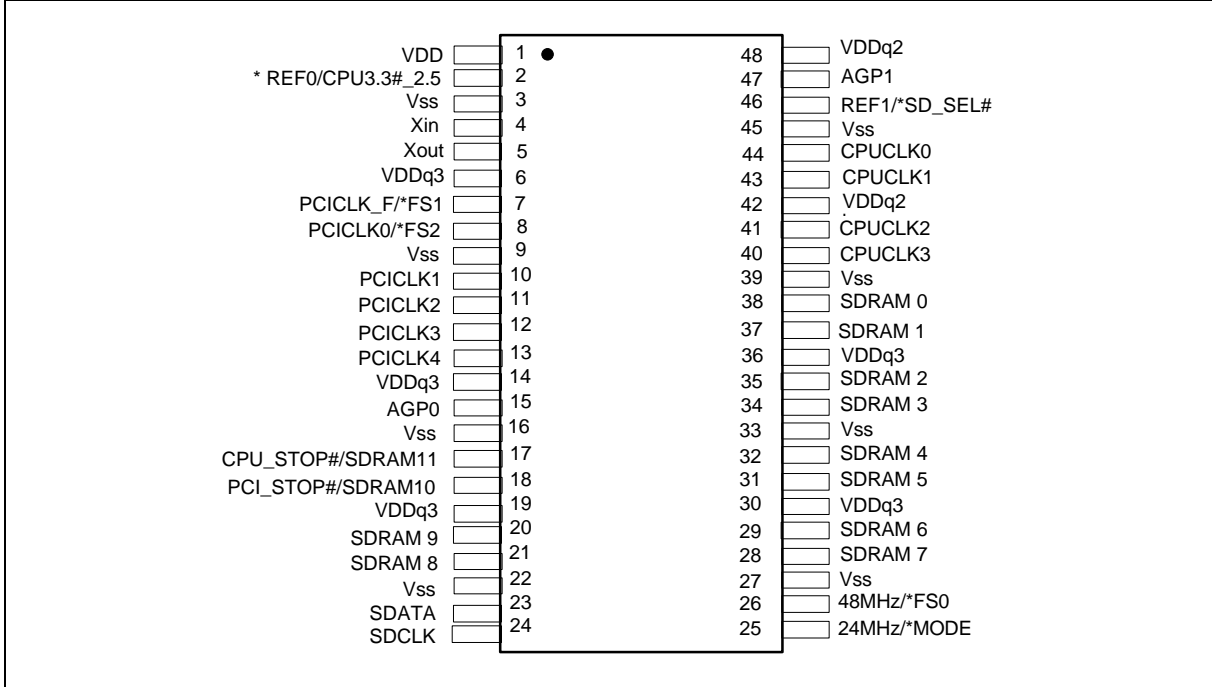 VDD 1 48 VDDq2
* REF0/CPU3.3#_2.5 2 47 AGP1
Vss 3 46 REF1/*SD_SEL#
Xin 4 45 Vss
Xout 5 44 CPUCLK0
VDDq3 6 43 CPUCLK1
PCICLK_F/*FS1 7 42 VDDq2
PCICLK0/*FS2 8 41 CPUCLK2
Vss 9 40 CPUCLK3
PCICLK1 10 39 Vss
PCICLK2 11 38 SDRAM 0
PCICLK3 12 37 SDRAM 1
PCICLK4 13 36 VDDq3
VDDq3 14 35 SDRAM 2
AGP0 15 34 SDRAM 3
Vss 16 33 Vss
CPU_STOP#/SDRAM11 17 32 SDRAM 4
PCI_STOP#/SDRAM10 18 31 SDRAM 5
VDDq3 19 30 VDDq3
SDRAM 9 20 29 SDRAM 6
SDRAM 8 21 28 SDRAM 7
Vss 22 27 Vss
SDATA 23 26 48MHz/*FS0
SDCLK 24 25 24MHz/*MODE